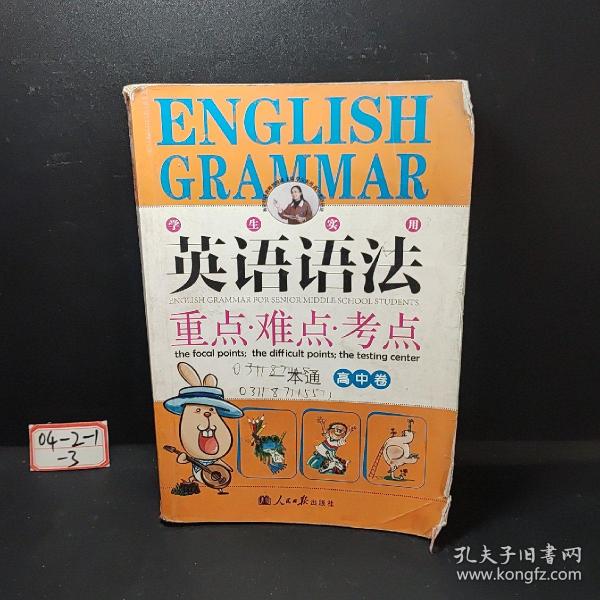 ENGLISH
GRAMMAR
学生实用
英语语法
ENGLISH GRAMMAR FOR SENIOR MIDDLE SCHOOL STUDENTS
重点·难点·考点
the focal points; the difficult points; the testing center
一本通 高中卷
人民日报出版社
04-2-1
-3
孔夫子旧书网
www.kongfz.com